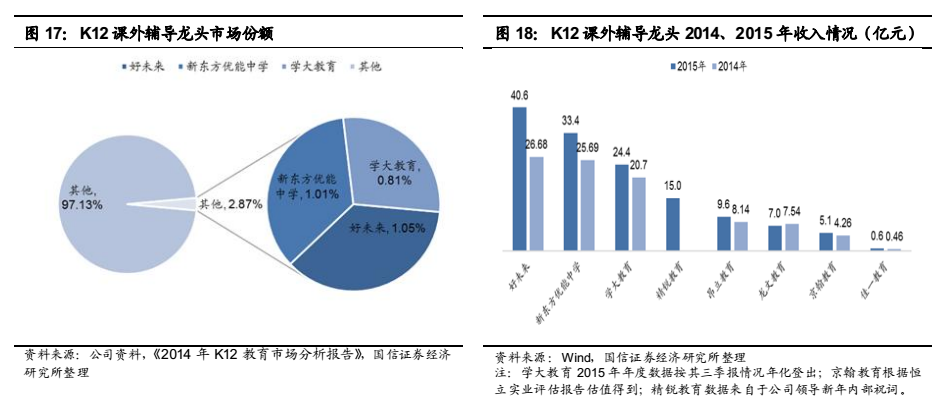 图 17： K12 课外辅导龙头市场份额
好未来 新东方优能中学 学大教育 其他
其他,
97.13%
其他, 2.87%
新东方优能
中学, 1.01%
学大教育,
0.81%
好未来, 1.05%
资料来源：公司资料，《2014 年 K12 教育市场分析报告》，国信证券经济
研究所整理
图 18： K12 课外辅导龙头 2014、2015 年收入情况（亿元）
2015年 2014年
40.6
26.68
33.4
25.69
24.4
20.7
15.0
9.6
8.14
7.0
7.54
5.1
4.26
0.6
0.46
好未来
新东方优能中学
学大教育
精锐教育
昂立教育
龙文教育
京翰教育
佳一教育
资料来源：Wind，国信证券经济研究所整理
注：学大教育 2015 年年度数据按其三季报情况年化登出；京翰教育根据恒
立实业评估报告估值得到；精锐教育数据来自于公司领导新年内部祝词。